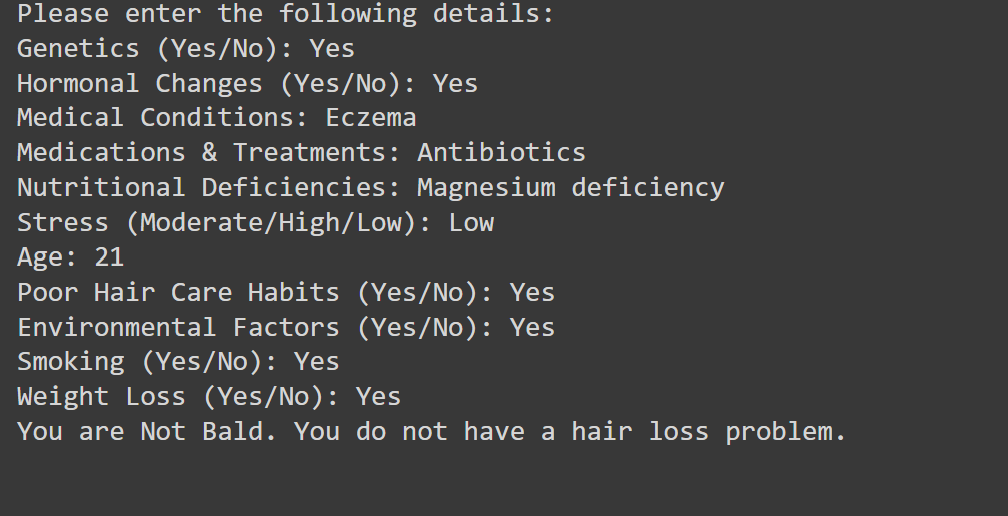 Please enter the following details:
Genetics (Yes/No): Yes
Hormonal Changes (Yes/No): Yes
Medical Conditions: Eczema
Medications & Treatments: Antibiotics
Nutritional Deficiencies: Magnesium deficiency
Stress (Moderate/High/Low): Low
Age: 21
Poor Hair Care Habits (Yes/No): Yes
Environmental Factors (Yes/No): Yes
Smoking (Yes/No): Yes
Weight Loss (Yes/No): Yes
You are Not Bald. You do not have a hair loss problem.